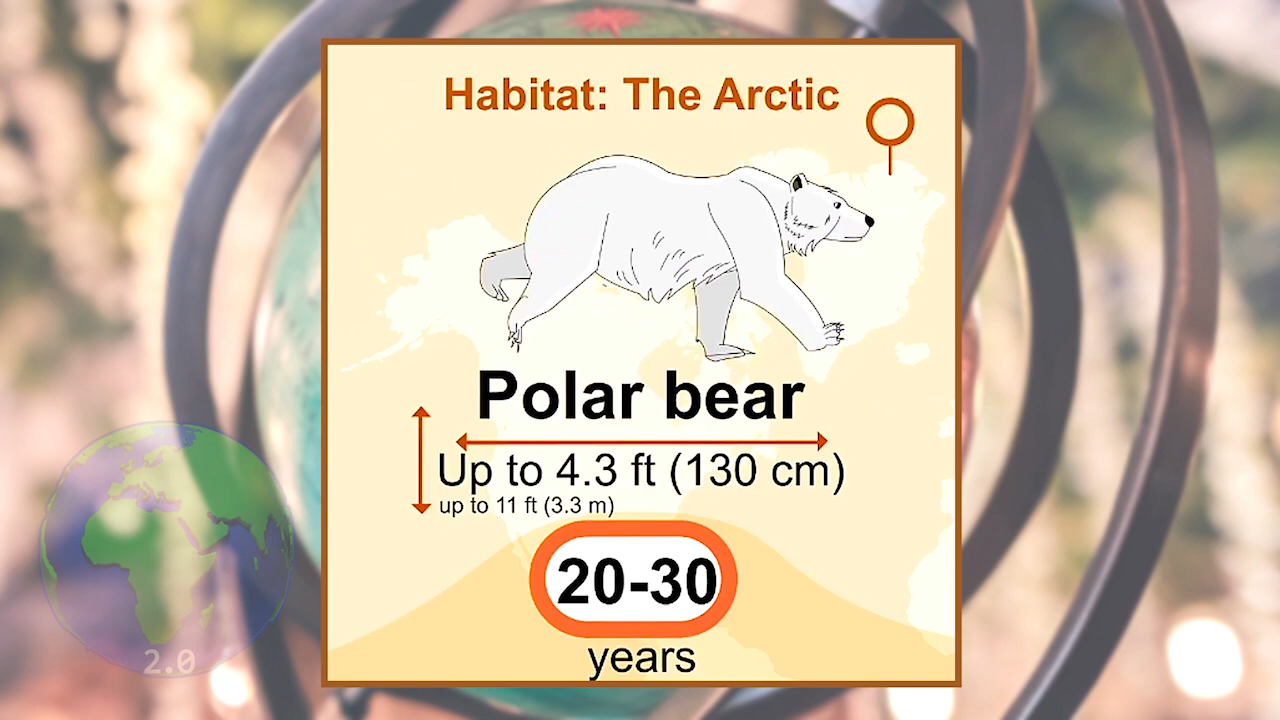 Habitat: The Arctic
Polar bear
Up to 4.3 ft (130 cm)
up to 11 ft (3.3 m)
20-30
years
2.0